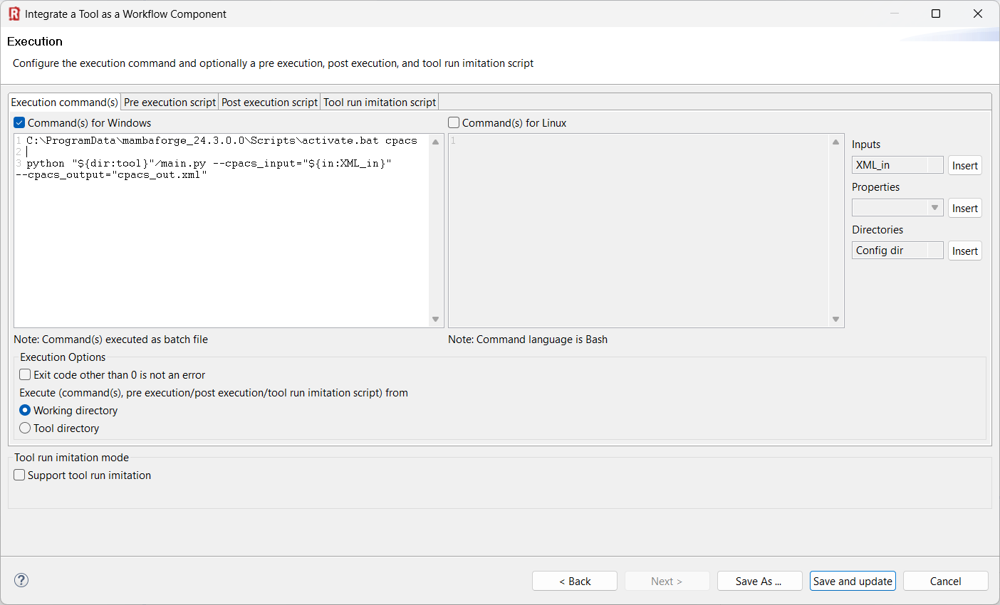 Integrate a Tool as a Workflow Component
Execution
Configure the execution command and optionally a pre execution, post execution, and tool run imitation script
Execution command(s) Pre execution script Post execution script Tool run imitation script
Command(s) for Windows
1 C:\ProgramData\mambaforge_24.3.0.0\Scripts\activate.bat cpacs
2
3 python "${dir:tool}"/main.py --cpacs_input="${in:XML_in}"
--cpacs_output="cpacs_out.xml"
Note: Command(s) executed as batch file
Command(s) for Linux
1
Note: Command language is Bash
Inputs
XML_in Insert
Properties
Insert
Directories
Config dir Insert
Execution Options
Exit code other than 0 is not an error
Execute (command(s), pre execution/post execution/tool run imitation script) from
Working directory
Tool directory
Tool run imitation mode
Support tool run imitation
? < Back Next > Save As ... Save and update Cancel